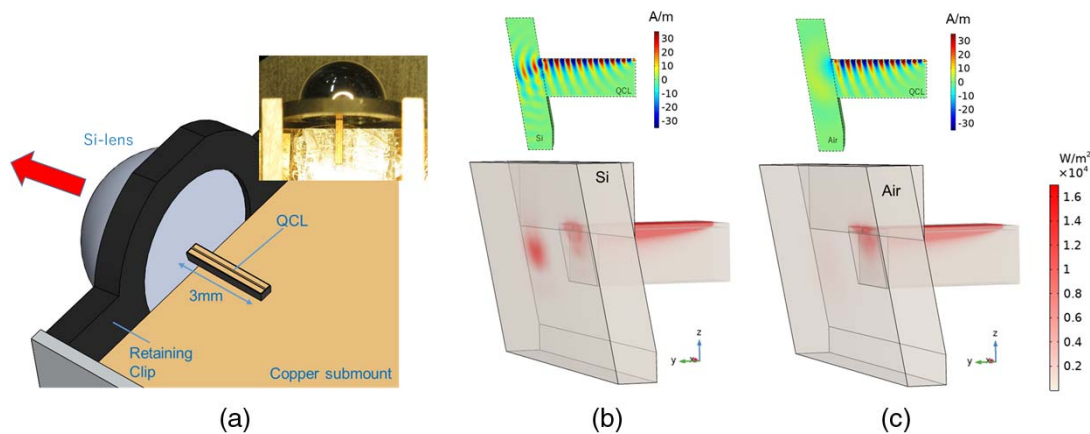 Si-lens
QCL
3mm
Retaining
Clip
Copper submount
(a)
A/m
30
20
10
0
-10
-20
-30
QCL
Si
Si
z
y
x
(b)
A/m
30
20
10
0
-10
-20
-30
QCL
Air
Air
z
y
x
(c)
W/m²
×10⁴
1.6
1.4
1.2
1
0.8
0.6
0.4
0.2
0